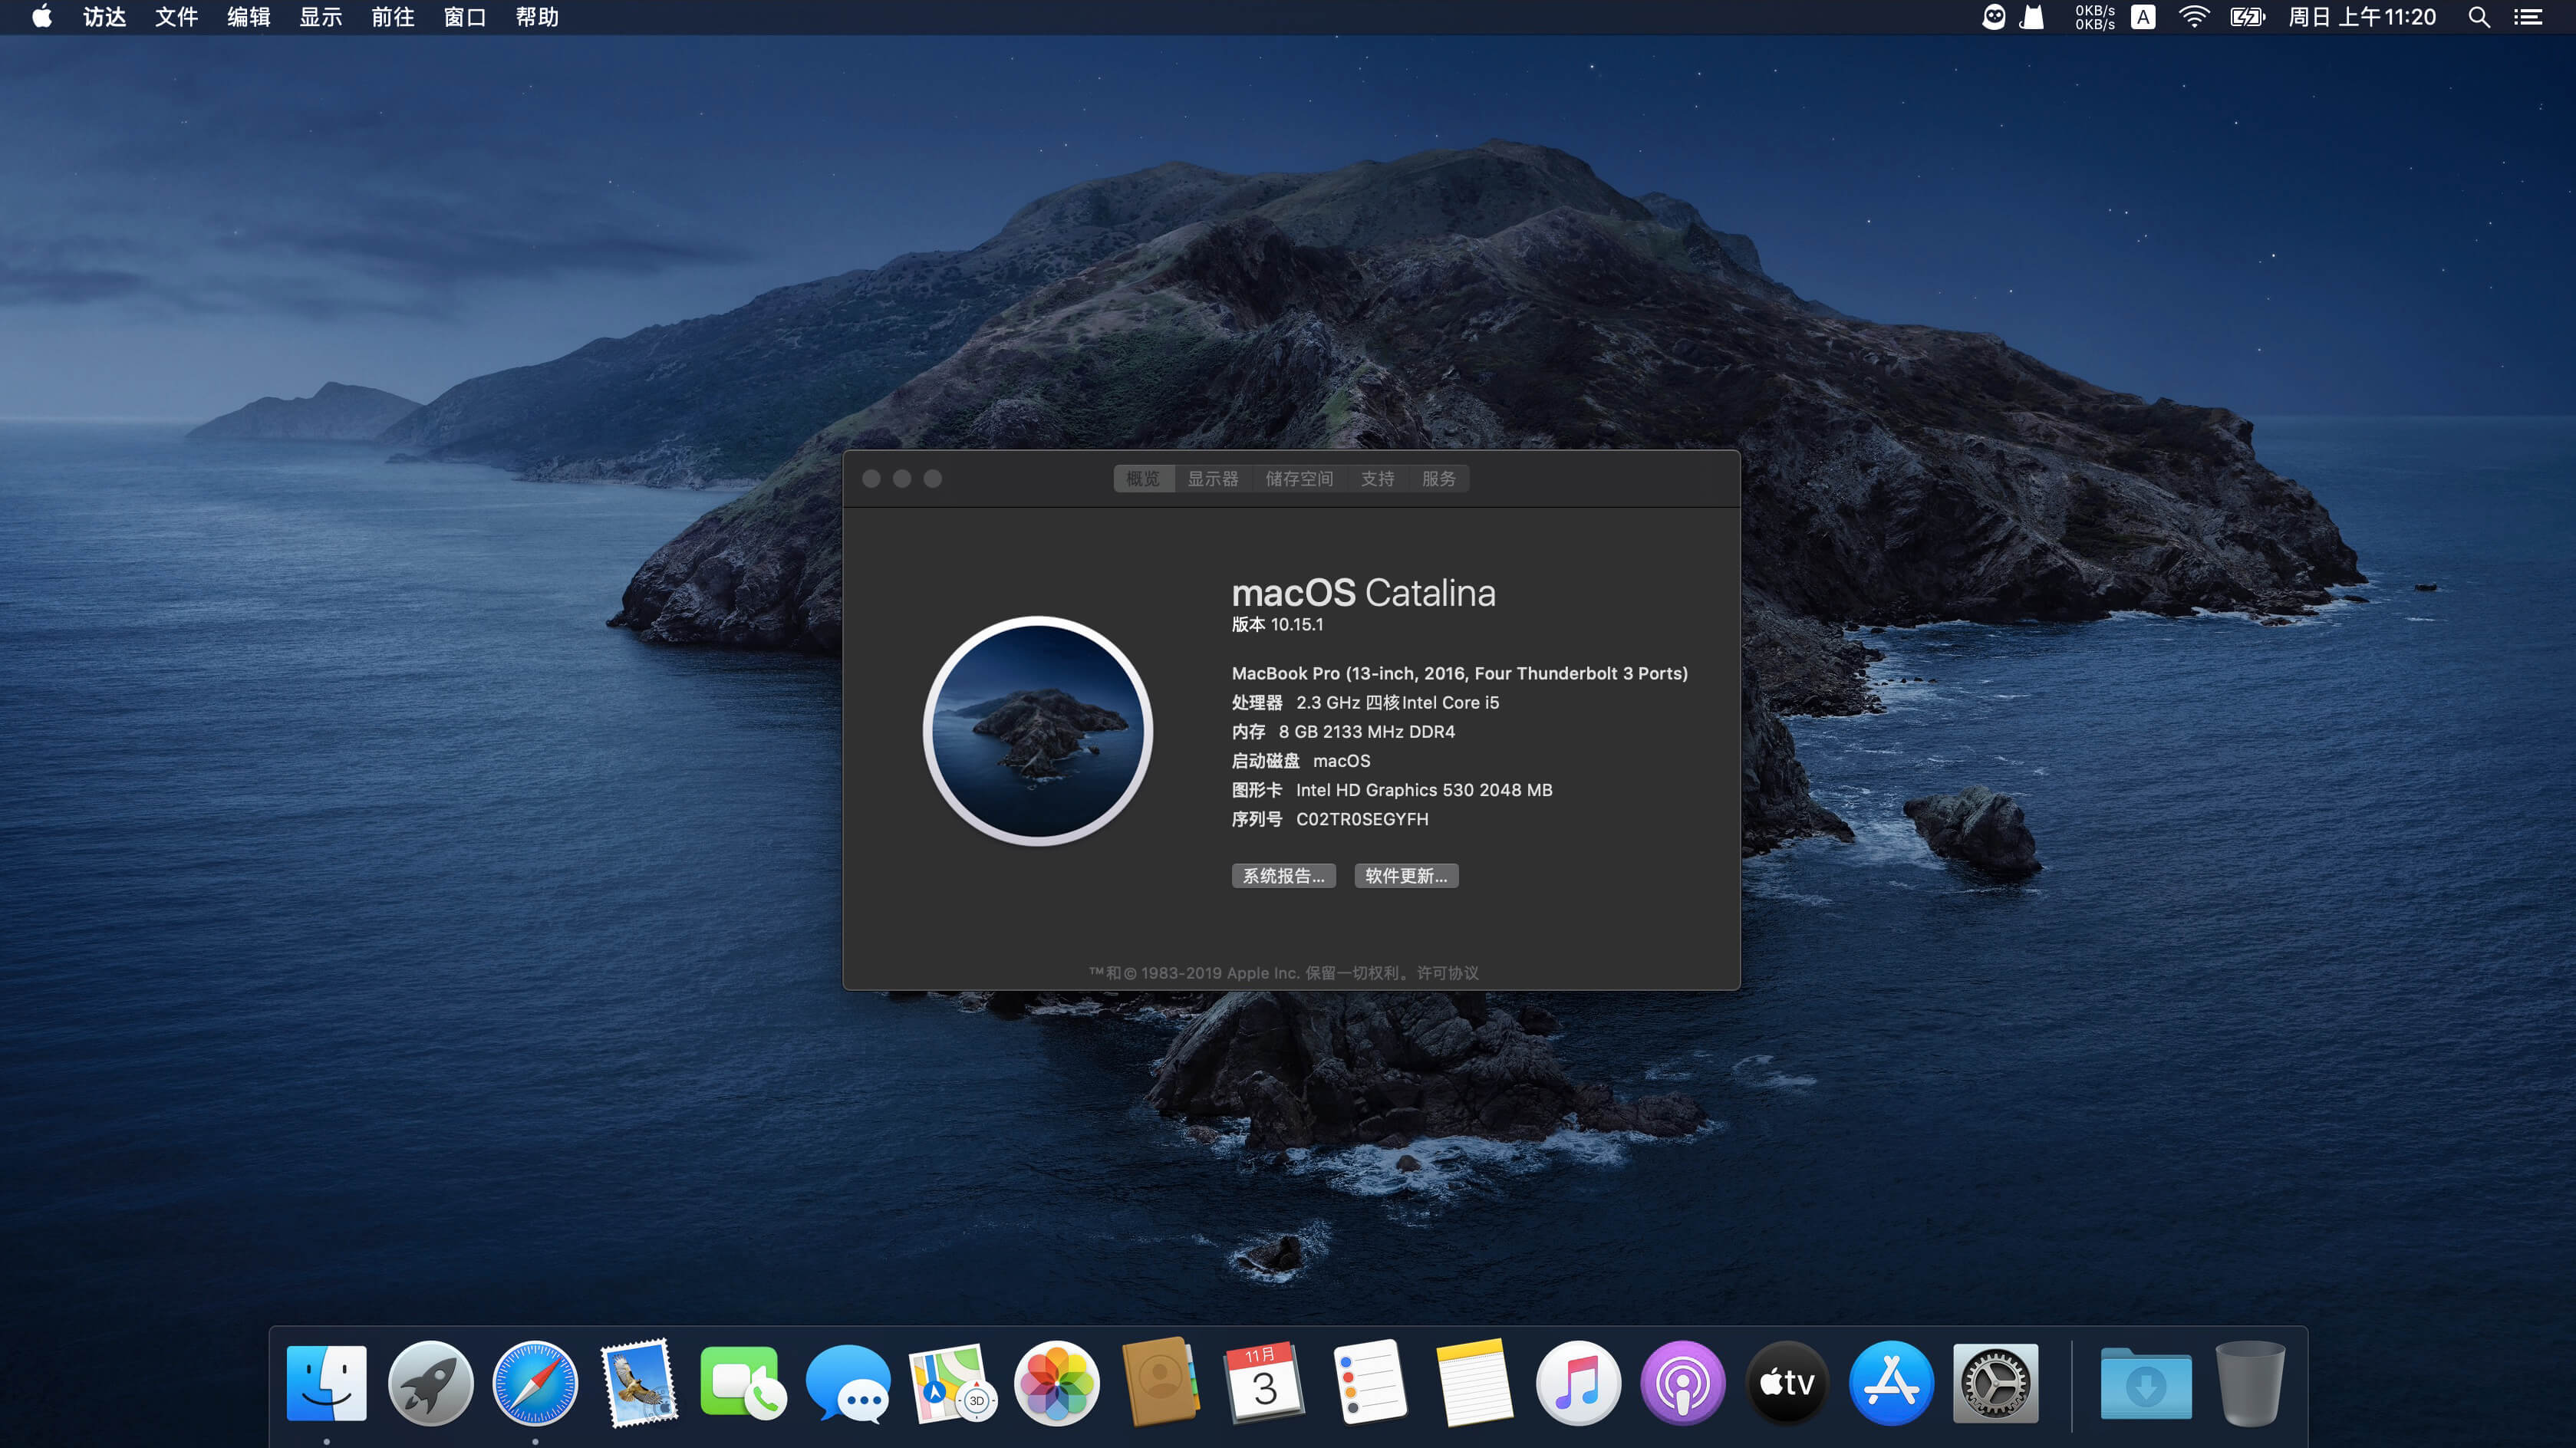 访达 文件 编辑 显示 前往 窗口 帮助
0KB/s
0KB/s
A
周日 上午11:20
概览 显示器 储存空间 支持 服务
macOS Catalina
版本 10.15.1
MacBook Pro (13-inch, 2016, Four Thunderbolt 3 Ports)
处理器 2.3 GHz 四核Intel Core i5
内存 8 GB 2133 MHz DDR4
启动磁盘 macOS
图形卡 Intel HD Graphics 530 2048 MB
序列号 C02TR0SEGYFH
系统报告... 软件更新...
™和© 1983-2019 Apple Inc. 保留一切权利。许可协议
3D
11月
3
tv